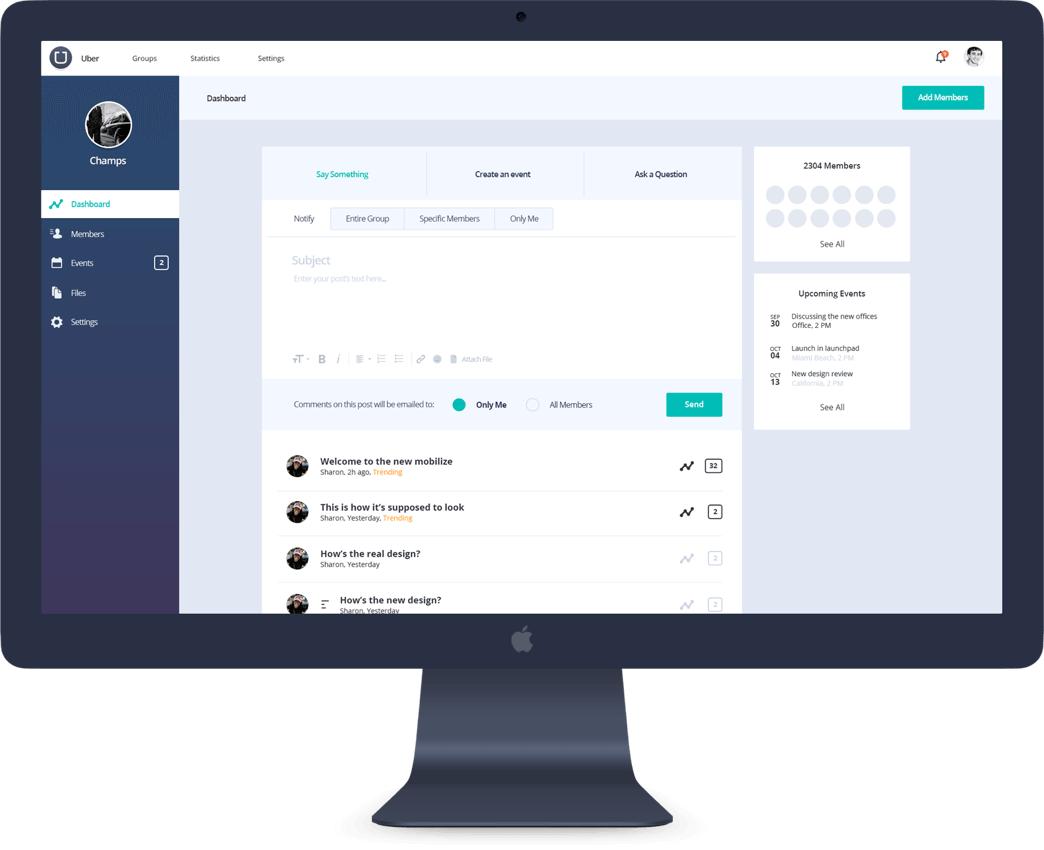 Uber
Groups
Statistics
Settings
Dashboard
Add Members
Champs
Dashboard
Members
Events
2
Files
Settings
Say Something
Create an event
Ask a Question
Notify
Entire Group
Specific Members
Only Me
Subject
Enter your post's text here...
B
i
Attach File
Comments on this post will be emailed to:
Only Me
All Members
Send
Welcome to the new mobilize
Sharon, 2h ago, Trending
32
This is how it's supposed to look
Sharon, Yesterday, Trending
2
How's the real design?
Sharon, Yesterday
2
How's the new design?
Sharon, Yesterday
2
2304 Members
See All
Upcoming Events
SEP
30
Discussing the new offices
Office, 2 PM
OCT
04
Launch in launchpad
Miami Beach, 2 PM
OCT
13
New design review
California, 2 PM
See All